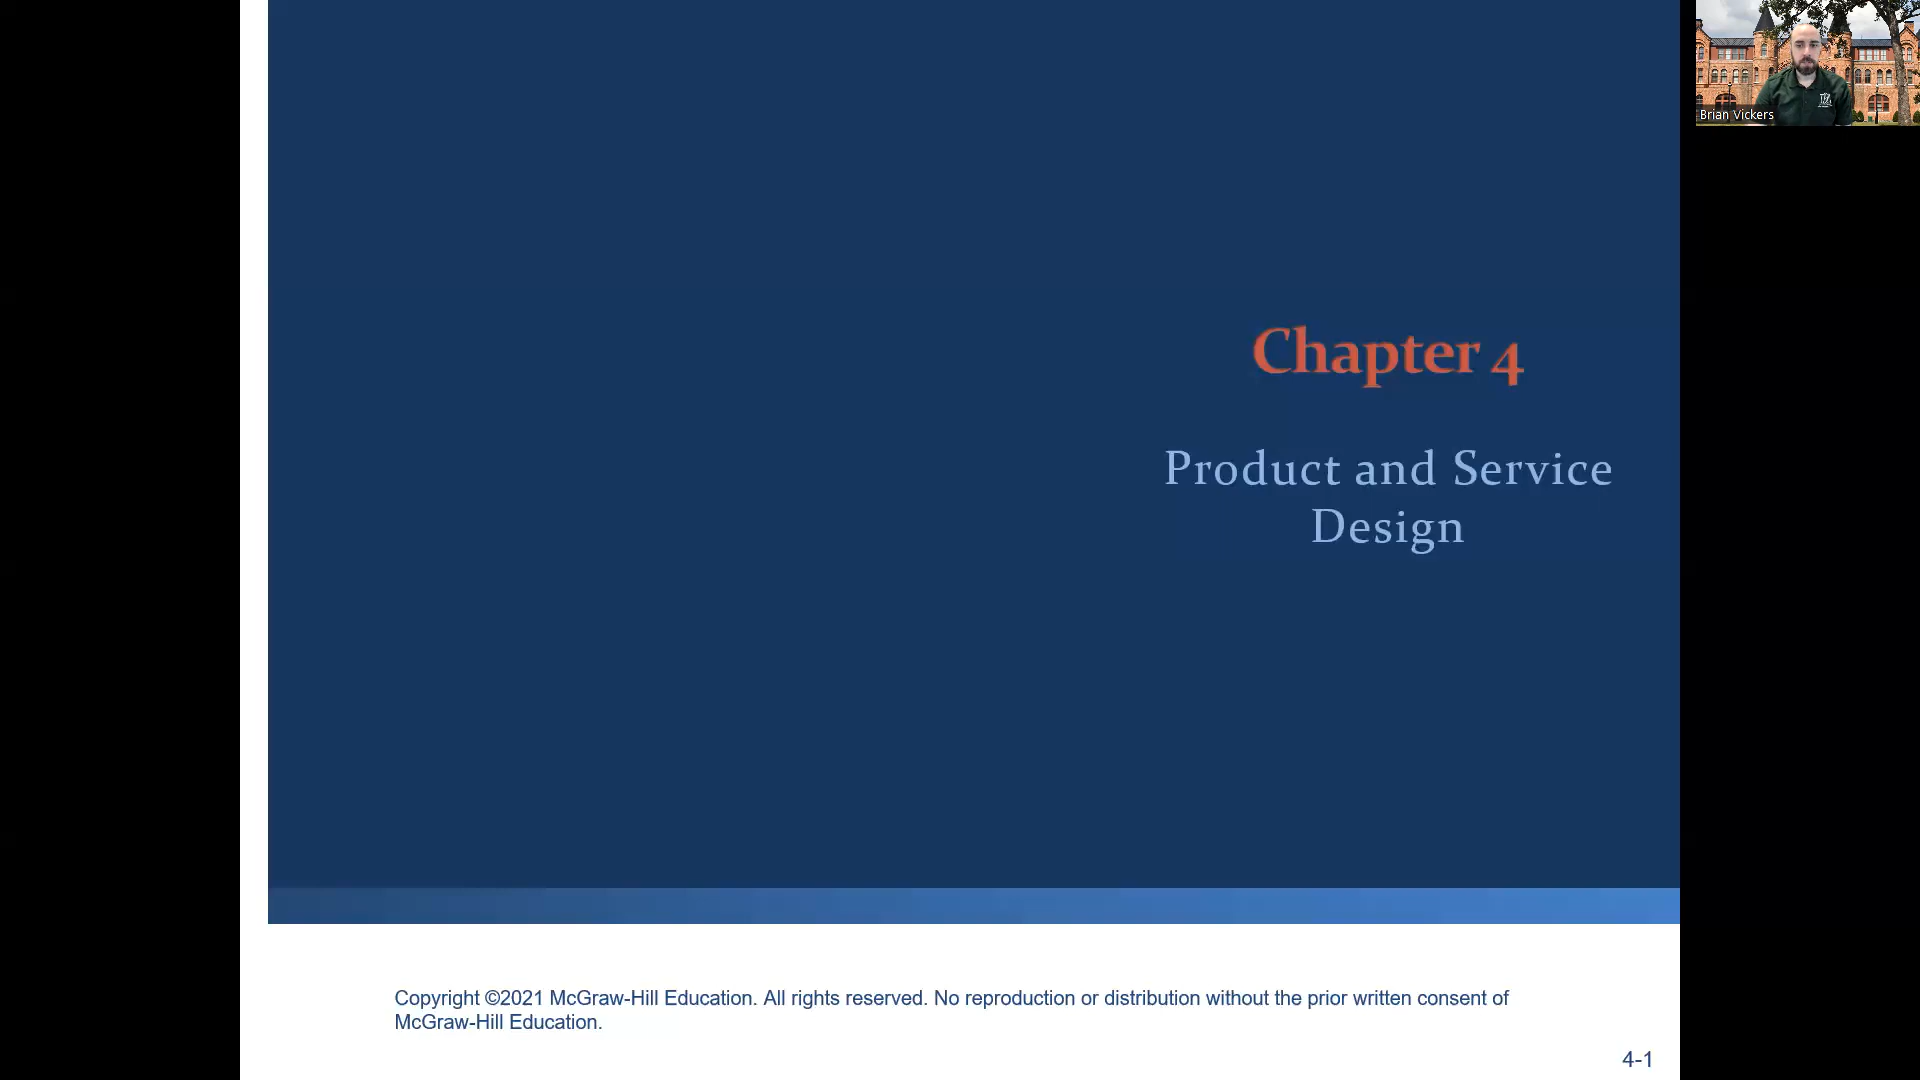 Chapter 4
Product and Service
Design
Copyright ©2021 McGraw-Hill Education. All rights reserved. No reproduction or distribution without the prior written consent of
McGraw-Hill Education.
4-1
Brian Vickers